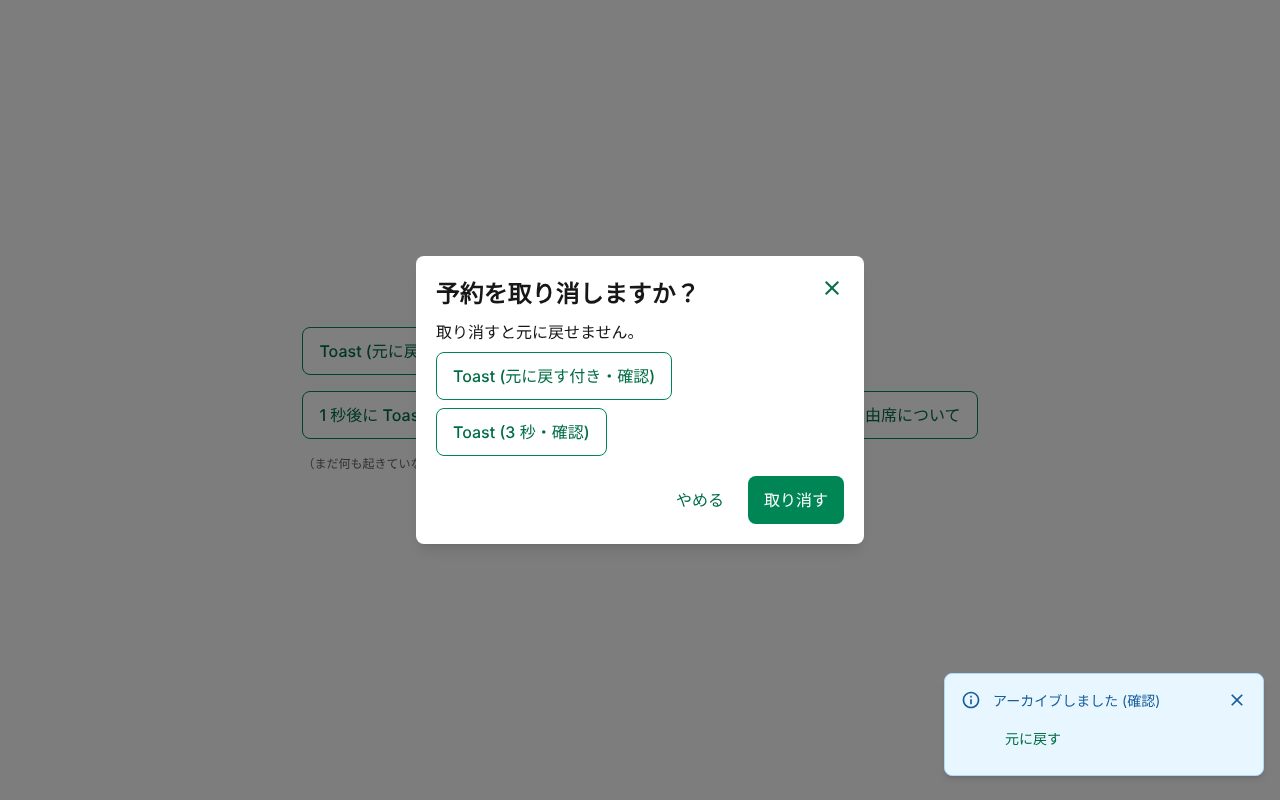 予約を取り消しますか？
取り消すと元に戻せません。
Toast (元に戻す付き・確認)
Toast (3 秒・確認)
やめる
取り消す
Toast (元に戻
1 秒後に Toas
由席について
（まだ何も起きていな
アーカイブしました (確認)
元に戻す